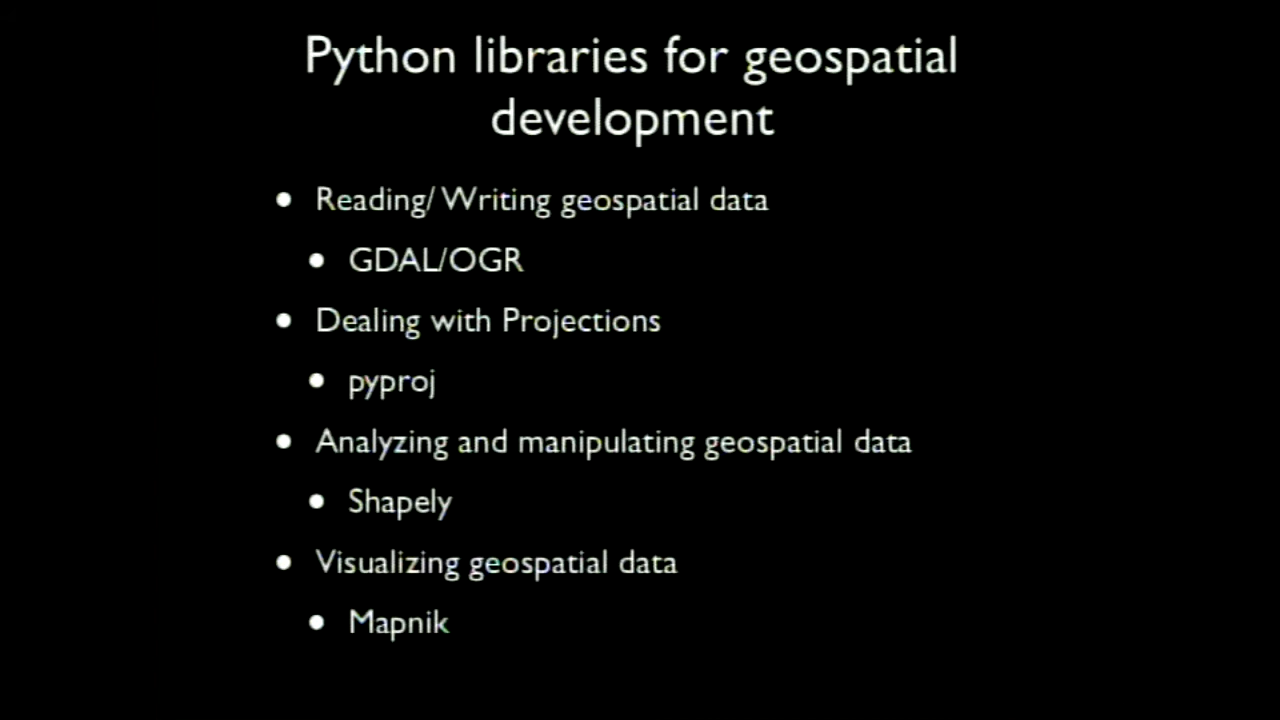 Python libraries for geospatial
development
• Reading/Writing geospatial data
• GDAL/OGR
• Dealing with Projections
• pyproj
• Analyzing and manipulating geospatial data
• Shapely
• Visualizing geospatial data
• Mapnik